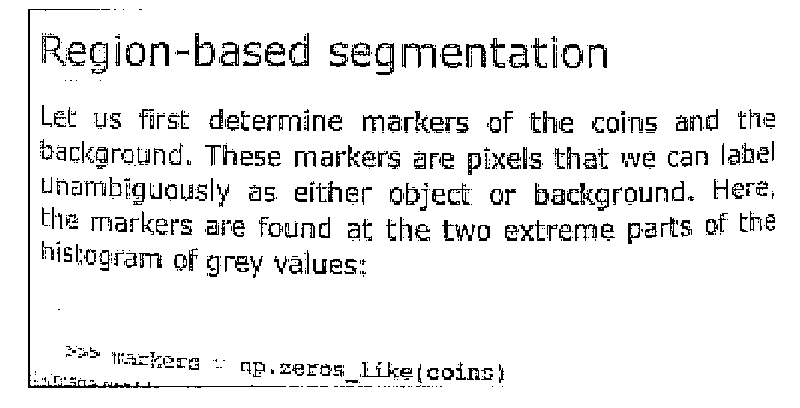 Region-based segmentation
Let us first determine markers of the coins and the
background. These markers are pixels that we can label
unambiguously as either object or background. Here,
the markers are found at the two extreme parts of the
histogram of grey values:
>>> markers = np.zeros_like(coins)